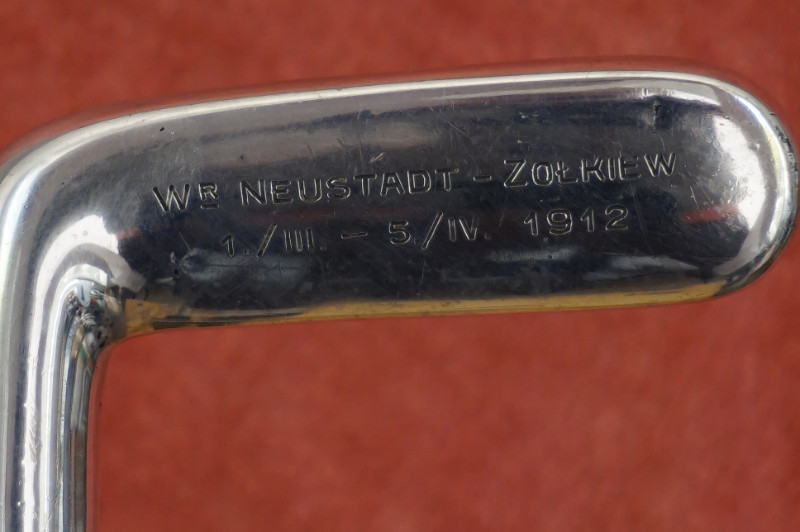 WR NEUSTADT - ZOŁKIEW
1./III. - 5./IV. 1912